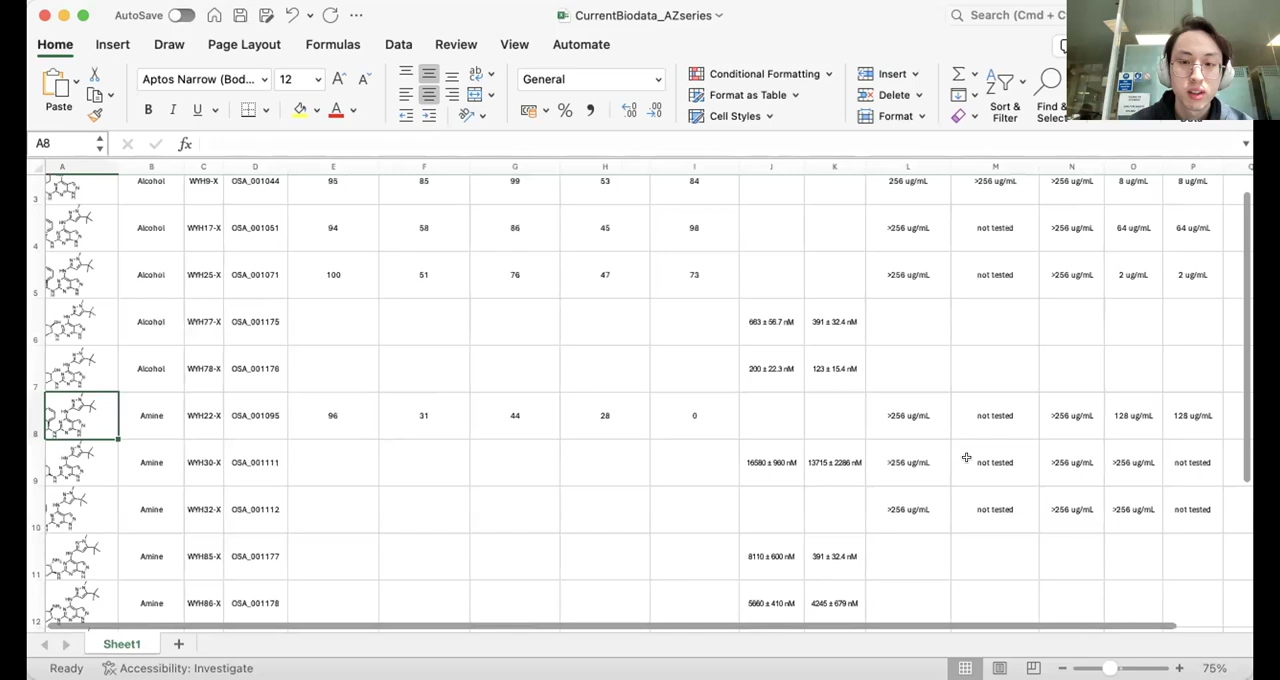 AutoSave
CurrentBiodata_AZseries
Search (Cmd + C
Home Insert Draw Page Layout Formulas Data Review View Automate
Paste
Aptos Narrow (Bod... 12
B I U
General
Conditional Formatting
Format as Table
Cell Styles
Insert
Delete
Format
Sort &
Filter
Find &
Select
A8 fx
A B C D E F G H I J K L M N O P
3 Alcohol WYH9-X OSA_001044 95 85 99 53 84 256 ug/mL >256 ug/mL >256 ug/mL 8 ug/mL 8 ug/mL
4 Alcohol WYH17-X OSA_001051 94 58 86 45 98 >256 ug/mL not tested >256 ug/mL 64 ug/mL 64 ug/mL
5 Alcohol WYH25-X OSA_001071 100 51 76 47 73 >256 ug/mL not tested >256 ug/mL 2 ug/mL 2 ug/mL
6 Alcohol WYH77-X OSA_001175 663 ± 56.7 nM 391 ± 32.4 nM
7 Alcohol WYH78-X OSA_001176 200 ± 22.3 nM 123 ± 15.4 nM
8 Amine WYH22-X OSA_001095 96 31 44 28 0 >256 ug/mL not tested >256 ug/mL 128 ug/mL 128 ug/mL
9 Amine WYH30-X OSA_001111 16580 ± 960 nM 13715 ± 2286 nM >256 ug/mL not tested >256 ug/mL >256 ug/mL not tested
10 Amine WYH32-X OSA_001112 >256 ug/mL not tested >256 ug/mL >256 ug/mL not tested
11 Amine WYH85-X OSA_001177 8110 ± 600 nM 391 ± 32.4 nM
12 Amine WYH86-X OSA_001178 5660 ± 410 nM 4245 ± 679 nM
Sheet1
Ready Accessibility: Investigate 75%